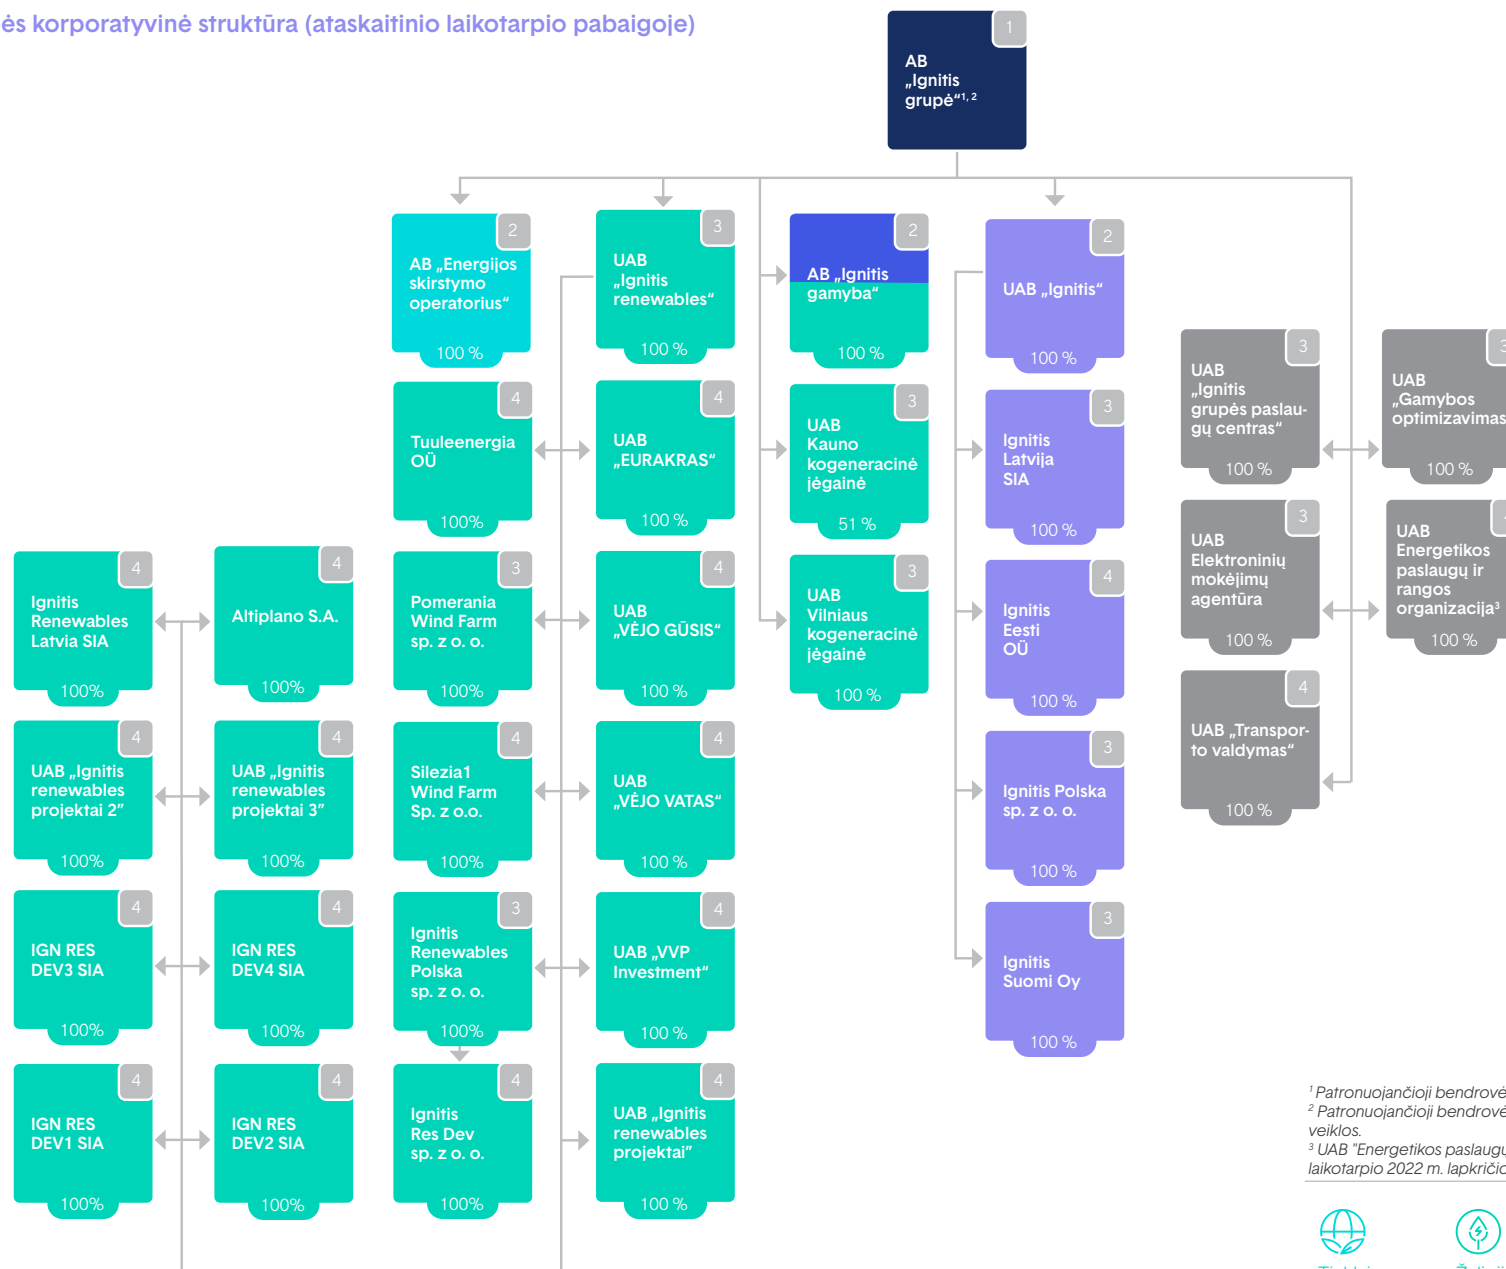 ės korporatyvinė struktūra (ataskaitinio laikotarpio pabaigoje)
1
AB
„Ignitis
grupė“1, 2
2
AB „Energijos
skirstymo
operatorius“
100 %
3
UAB
„Ignitis
renewables“
100 %
2
AB „Ignitis
gamyba“
100 %
2
UAB „Ignitis“
100 %
3
UAB
„Ignitis
grupės paslau-
gų centras“
100 %
3
UAB
„Gamybos
optimizavimas
100 %
4
Tuuleenergia
OÜ
100%
4
UAB
„EURAKRAS“
100 %
3
UAB
Kauno
kogeneracinė
jėgainė
51 %
3
Ignitis
Latvija
SIA
100 %
3
UAB
Elektroninių
mokėjimų
agentūra
100 %
UAB
Energetikos
paslaugų ir
rangos
organizacija3
100 %
4
Ignitis
Renewables
Latvia SIA
100%
4
Altiplano S.A.
100%
3
Pomerania
Wind Farm
sp. z o. o.
100%
4
UAB
„VĖJO GŪSIS“
100 %
3
UAB
Vilniaus
kogeneracinė
jėgainė
100 %
4
Ignitis
Eesti
OÜ
100 %
4
UAB „Transpor-
to valdymas“
100 %
4
UAB „Ignitis
renewables
projektai 2”
100%
4
UAB „Ignitis
renewables
projektai 3”
100%
4
Silezia1
Wind Farm
Sp. z o.o.
100%
4
UAB
„VĖJO VATAS“
100 %
3
Ignitis Polska
sp. z o. o.
100 %
4
IGN RES
DEV3 SIA
100%
4
IGN RES
DEV4 SIA
100%
3
Ignitis
Renewables
Polska
sp. z o. o.
100%
4
UAB „VVP
Investment“
100 %
3
Ignitis
Suomi Oy
100 %
4
IGN RES
DEV1 SIA
100%
4
IGN RES
DEV2 SIA
100%
4
Ignitis
Res Dev
sp. z o. o.
100%
4
UAB „Ignitis
renewables
projektai”
100 %
1 Patronuojančioji bendrovė
2 Patronuojančioji bendrovė
veiklos.
3 UAB "Energetikos paslaugų
laikotarpio 2022 m. lapkričio